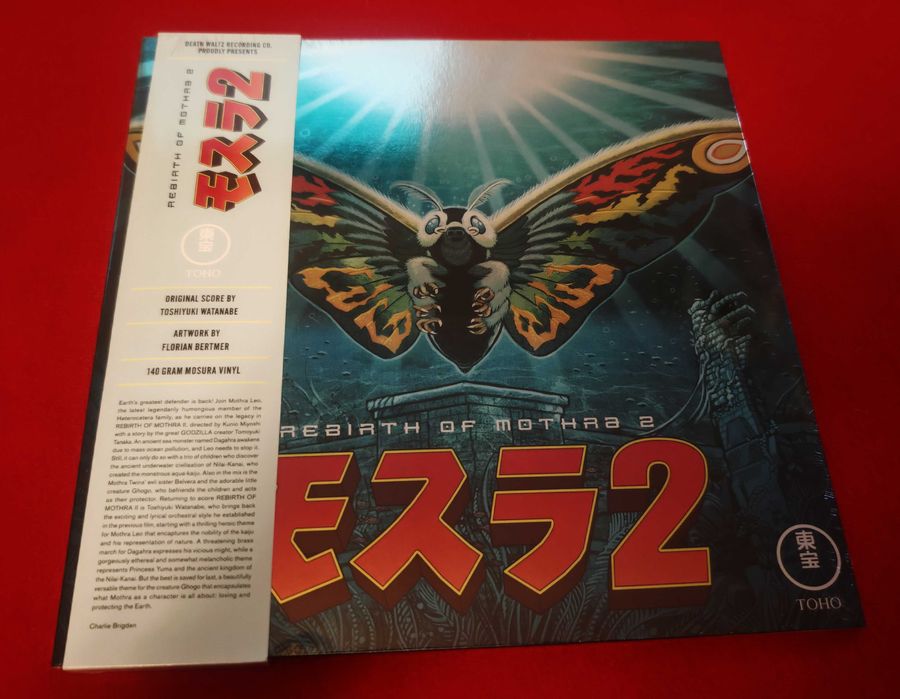 DEATH WALTZ RECORDING CO.
PROUDLY PRESENTS
REBIRTH OF MOTHRA 2
モスラ2
東宝
TOHO
ORIGINAL SCORE BY
TOSHIYUKI WATANABE
ARTWORK BY
FLORIAN BERTMER
140 GRAM MOSURA VINYL
Earth's greatest defender is back! Join Mothra Leo,
the latest legendarily humongous member of the
Heterocetera family, as he carries on the legacy in
REBIRTH OF MOTHRA II, directed by Kunio Miyoshi
with a story by the great GODZILLA creator Tomoyuki
Tanaka. An ancient sea monster named Dagahra awakens
due to mass ocean pollution, and Leo needs to stop it.
Still, it can only do so with a trio of children who discover
the ancient underwater civilisation of Nilai-Kanai, who
created the monstrous aqua-kaiju. Also in the mix is the
Mothra Twins' evil sister Belvera and the adorable little
creature Ghogo, who befriends the children and acts
as their protector. Returning to score REBIRTH OF
MOTHRA II is Toshiyuki Watanabe, who brings back
the exciting and lyrical orchestral style he established
in the previous film, starting with a thrilling heroic theme
for Mothra Leo that encaptures the nobility of the kaiju
and his representation of nature. A threatening brass
march for Dagahra expresses his vicious might, while a
gorgeously ethereal and somewhat melancholic theme
represents Princess Yuma and the ancient kingdom of
the Nilai-Kanai. But the best is saved for last, a beautifully
versatile theme for the creature Ghogo that encapsulates
what Mothra as a character is all about: loving and
protecting the Earth.
Charlie Brigden
REBIRTH OF MOTHRA 2
モスラ2
東宝
TOHO